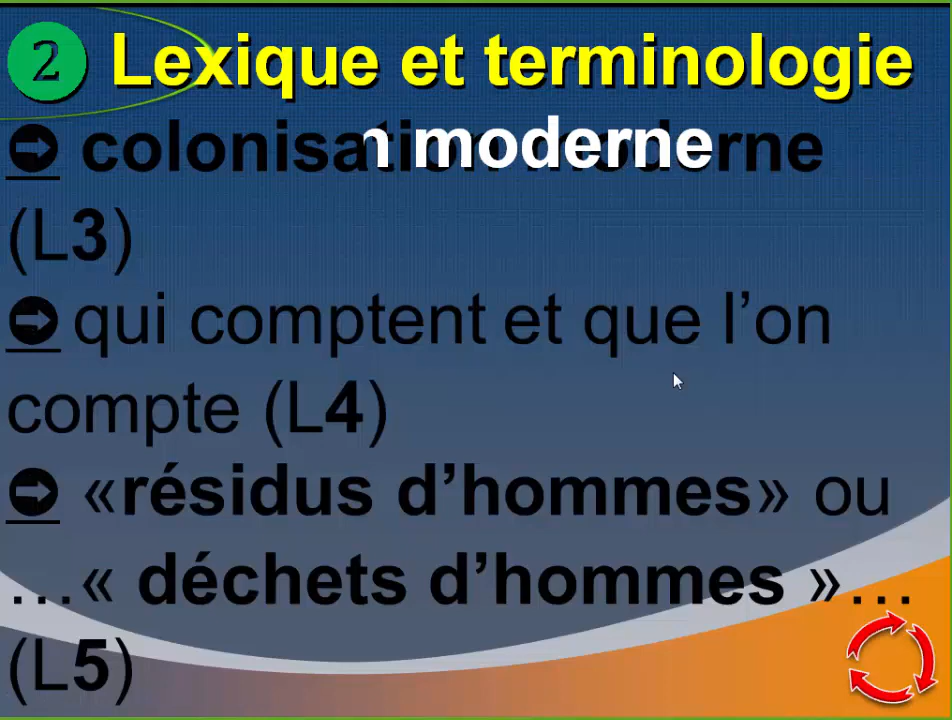 2 Lexique et terminologie
➲ colonisation moderne
n moderne
(L3)
➲ qui comptent et que l’on
compte (L4)
➲ «résidus d’hommes» ou
…« déchets d’hommes »…
(L5)